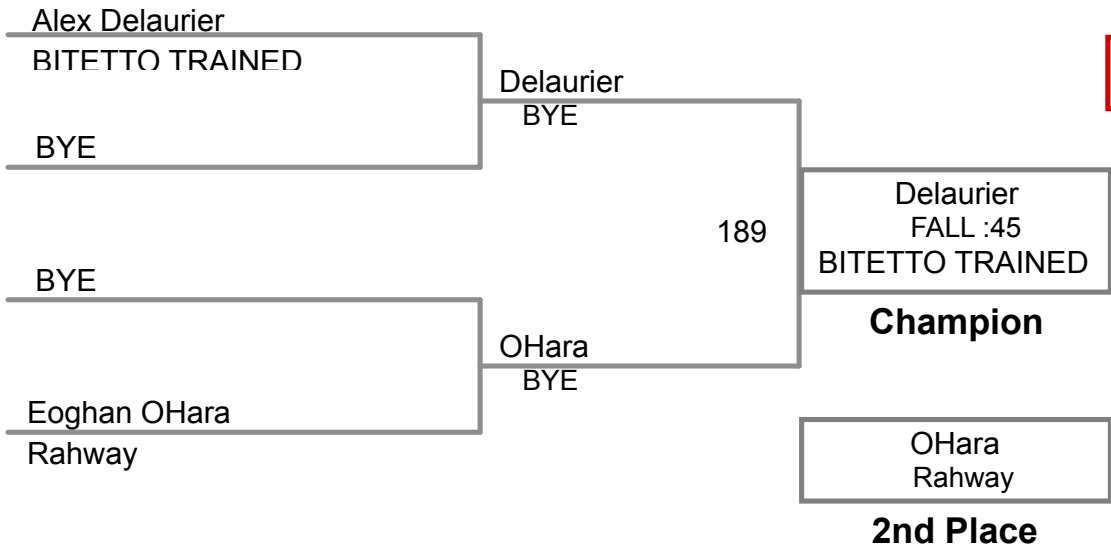 Alex Delaurier
BITETTO TRAINED
BYE
Delaurier
BYE
BYE
Eoghan OHara
Rahway
OHara
BYE
189
Delaurier
FALL :45
BITETTO TRAINED
Champion
OHara
Rahway
2nd Place